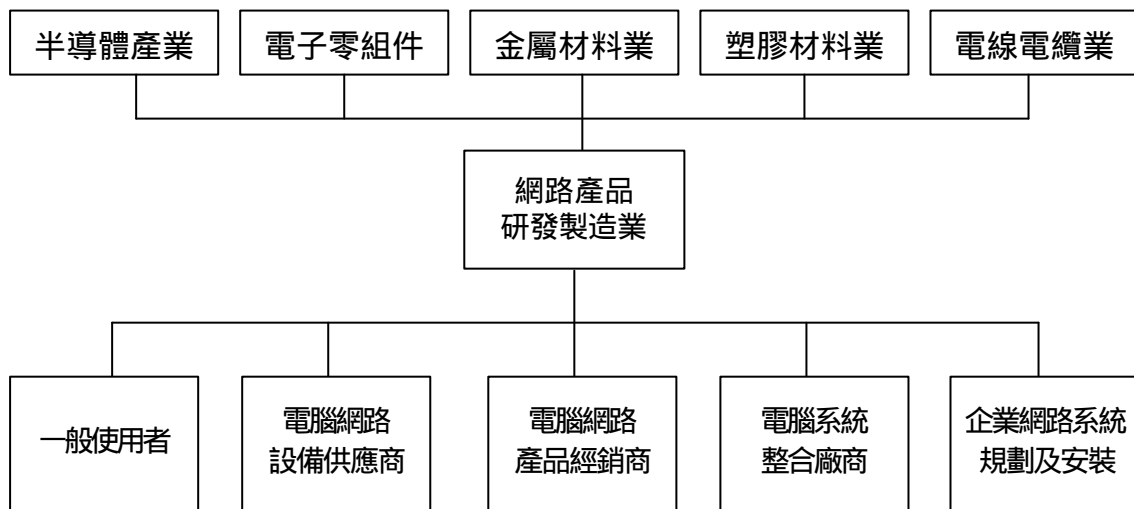 半導體產業
電子零組件
金屬材料業
塑膠材料業
電線電纜業
網路產品
研發製造業
一般使用者
電腦網路
設備供應商
電腦網路
產品經銷商
電腦系統
整合廠商
企業網路系統
規劃及安裝